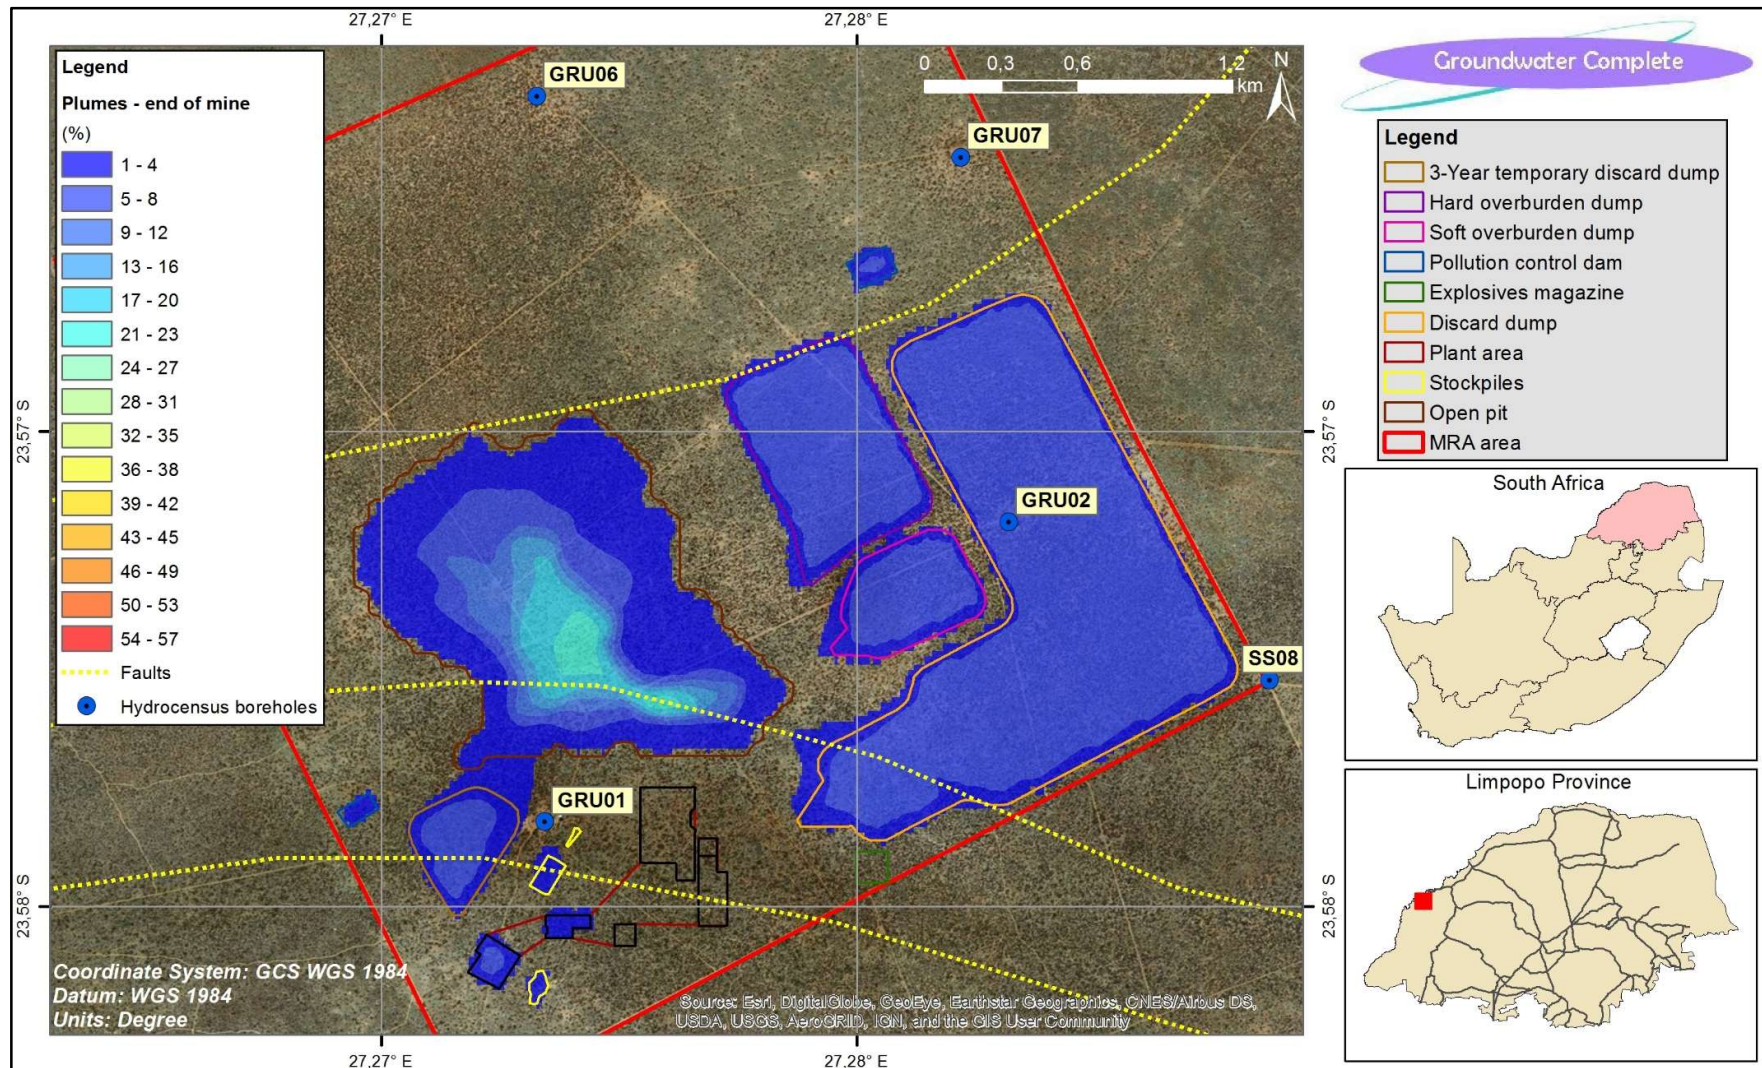 27,27° E
27,28° E
Legend
Plumes - end of mine
(%)
1 - 4
5 - 8
9 - 12
13 - 16
17 - 20
21 - 23
24 - 27
28 - 31
32 - 35
36 - 38
39 - 42
43 - 45
46 - 49
50 - 53
54 - 57
Faults
Hydrocensus boreholes
GRU06
0 0,3 0,6 1,2
km
N
GRU07
GRU02
SS08
GRU01
23,57° S
23,57° S
23,58° S
23,58° S
Coordinate System: GCS WGS 1984
Datum: WGS 1984
Units: Degree
Source: Esri, DigitalGlobe, GeoEye, Earthstar Geographics, CNES/Airbus DS,
USDA, USGS, AeroGRID, IGN, and the GIS User Community
27,27° E
27,28° E
Groundwater Complete
Legend
3-Year temporary discard dump
Hard overburden dump
Soft overburden dump
Pollution control dam
Explosives magazine
Discard dump
Plant area
Stockpiles
Open pit
MRA area
South Africa
Limpopo Province